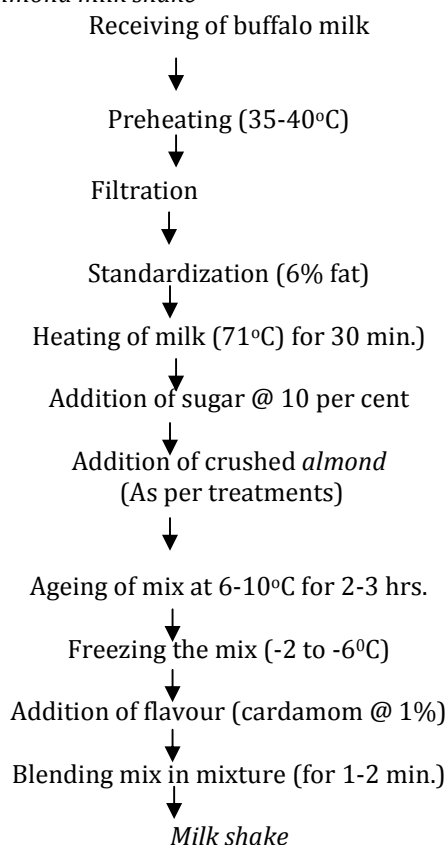 milk shake
Receiving of buffalo milk
Preheating (35-40°C)
Filtration
Standardization (6% fat)
Heating of milk (71°C) for 30 min.)
Addition of sugar @ 10 per cent
Addition of crushed almond
(As per treatments)
Ageing of mix at 6-10°C for 2-3 hrs.
Freezing the mix (-2 to -6⁰C)
Addition of flavour (cardamom @ 1%)
Blending mix in mixture (for 1-2 min.)
Milk shake